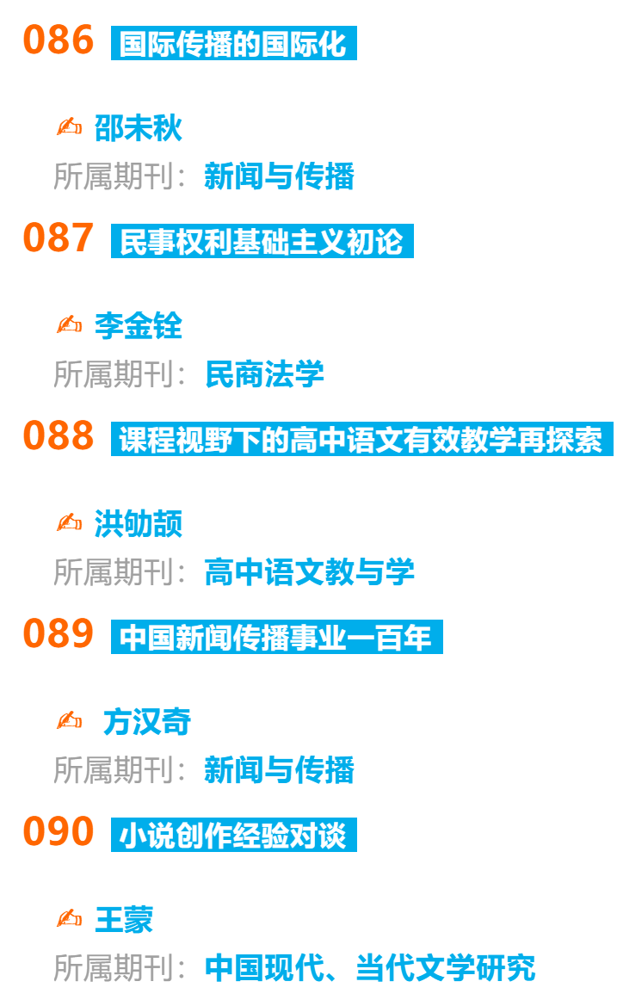 086 国际传播的国际化
✍ 邵未秋
所属期刊：新闻与传播
087 民事权利基础主义初论
✍ 李金铨
所属期刊：民商法学
088 课程视野下的高中语文有效教学再探索
✍ 洪劬颉
所属期刊：高中语文教与学
089 中国新闻传播事业一百年
✍ 方汉奇
所属期刊：新闻与传播
090 小说创作经验对谈
✍ 王蒙
所属期刊：中国现代、当代文学研究